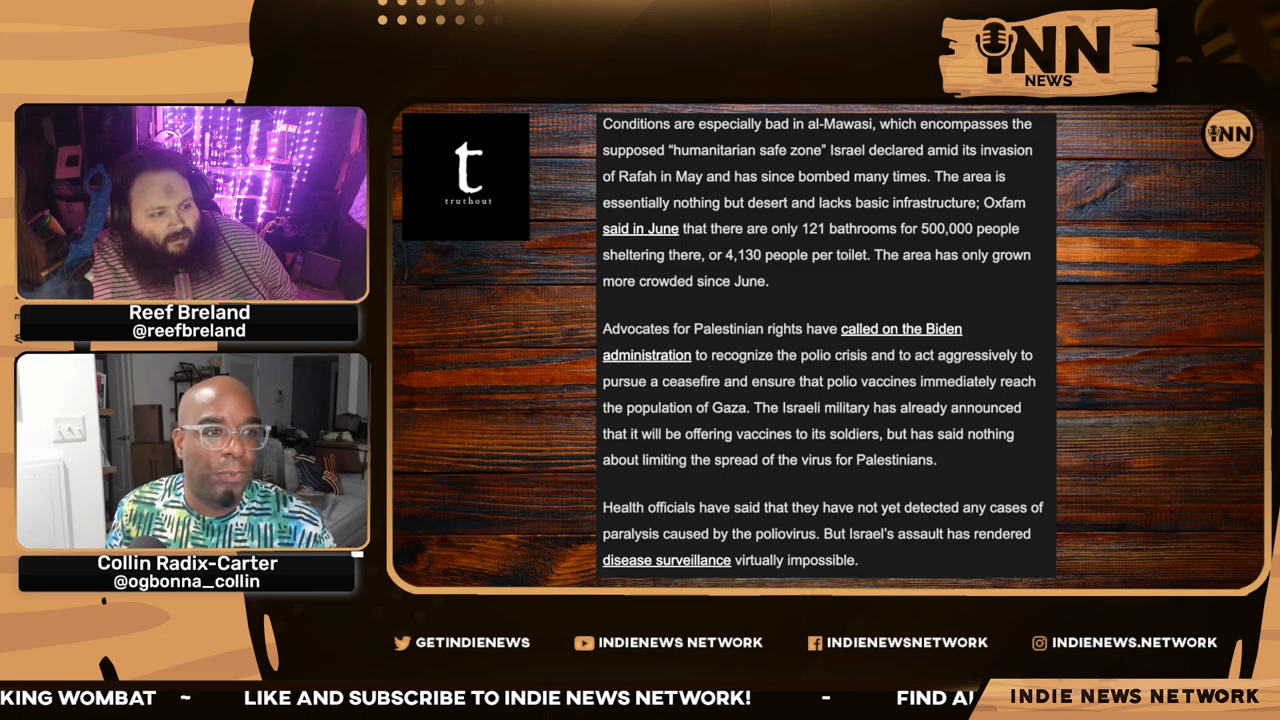 iNN
NEWS
iNN
t
truthout
Conditions are especially bad in al-Mawasi, which encompasses the
supposed “humanitarian safe zone” Israel declared amid its invasion
of Rafah in May and has since bombed many times. The area is
essentially nothing but desert and lacks basic infrastructure; Oxfam
said in June that there are only 121 bathrooms for 500,000 people
sheltering there, or 4,130 people per toilet. The area has only grown
more crowded since June.
Advocates for Palestinian rights have called on the Biden
administration to recognize the polio crisis and to act aggressively to
pursue a ceasefire and ensure that polio vaccines immediately reach
the population of Gaza. The Israeli military has already announced
that it will be offering vaccines to its soldiers, but has said nothing
about limiting the spread of the virus for Palestinians.
Health officials have said that they have not yet detected any cases of
paralysis caused by the poliovirus. But Israel’s assault has rendered
disease surveillance virtually impossible.
Reef Breland
@reefbreland
Collin Radix-Carter
@ogbonna_collin
GETINDIENEWS
INDIENEWS NETWORK
INDIENEWSNETWORK
INDIENEWS.NETWORK
KING WOMBAT ~ LIKE AND SUBSCRIBE TO INDIE NEWS NETWORK! - FIND
INDIE NEWS NETWORK